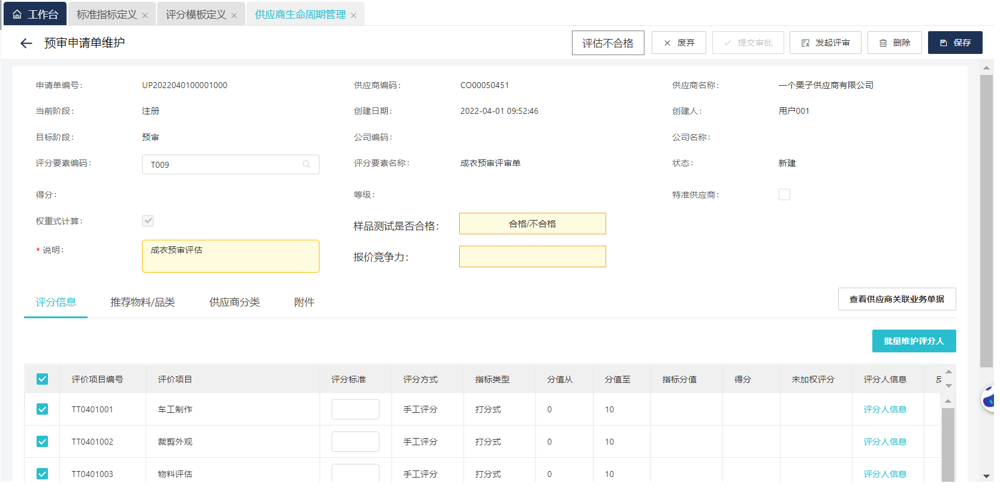 工作台 标准指标定义 × 评分模板定义 × 供应商生命周期管理 ×
预审申请单维护 评估不合格 废弃 提交审批 发起评审 删除 保存
申请单编号: UP2022040100001000 供应商编码: CO00050451 供应商名称: 一个栗子供应商有限公司
当前阶段: 注册 创建日期: 2022-04-01 09:52:46 创建人: 用户001
目标阶段: 预审 公司编码: 公司名称:
评分要素编码: T009 评分要素名称: 成衣预审评审单 状态: 新建
得分: 等级: 特准供应商:
权重式计算: 样品测试是否合格: 合格/不合格
* 说明: 成衣预审评估 报价竞争力:
评分信息 推荐物料/品类 供应商分类 附件 查看供应商关联业务单据
批量维护评分人
评价项目编号 评价项目 评分标准 评分方式 指标类型 分值从 分值至 指标分值 得分 未加权评分 评分人信息
TT0401001 车工制作 手工评分 打分式 0 10 评分人信息
TT0401002 裁剪外观 手工评分 打分式 0 10 评分人信息
TT0401003 物料评估 手工评分 打分式 0 10 评分人信息